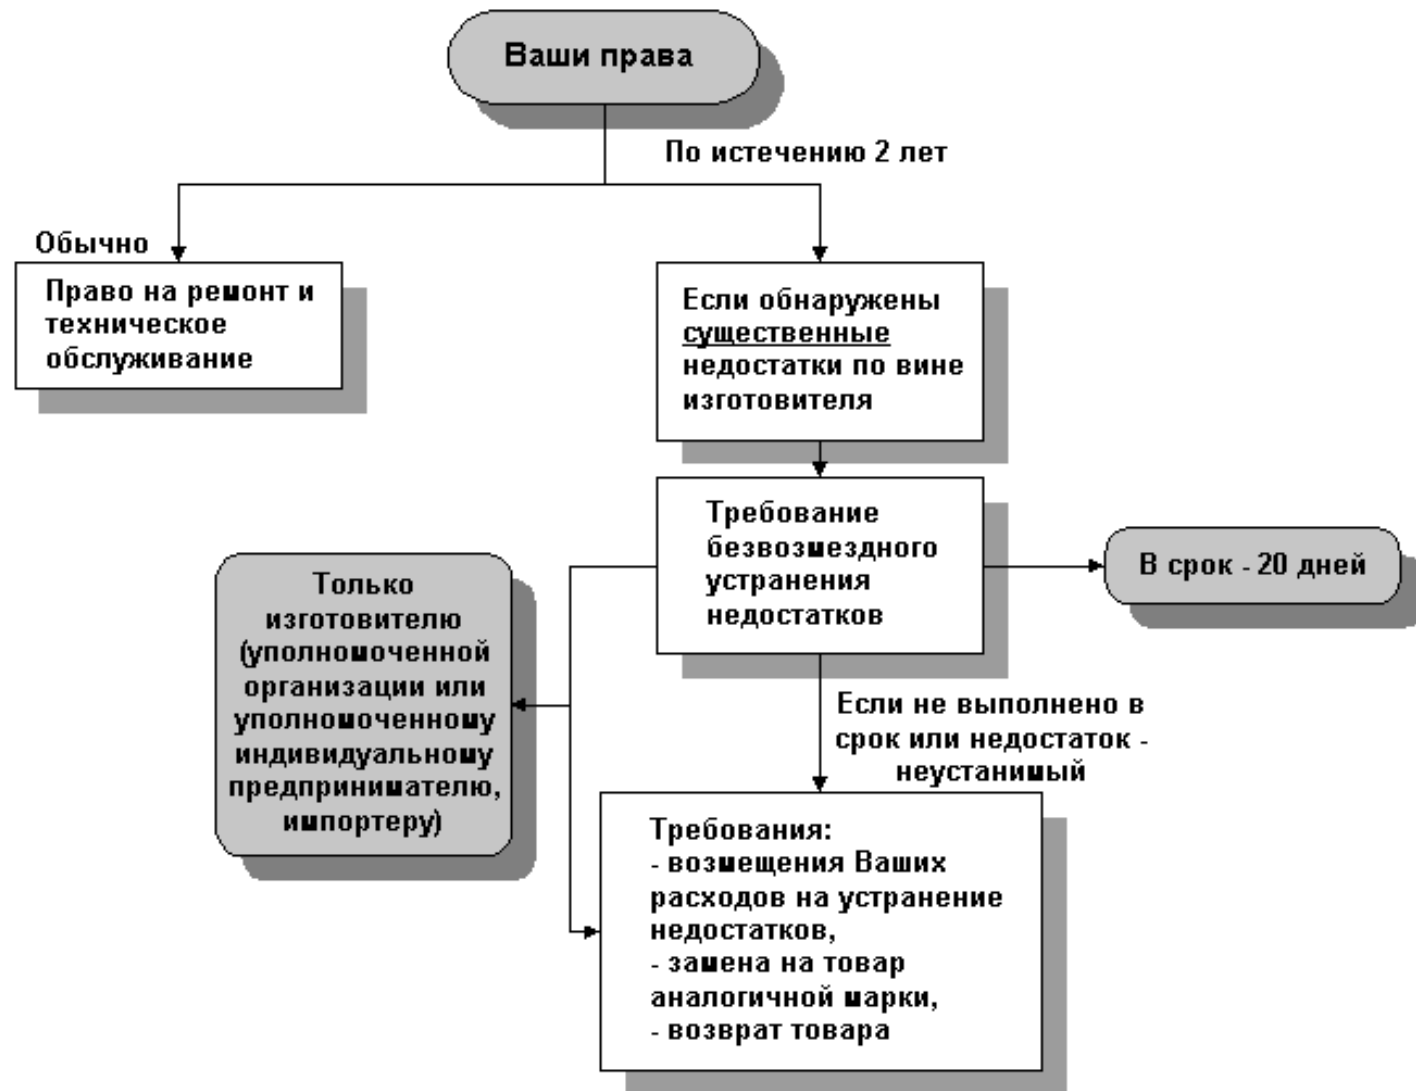 Ваши права
По истечению 2 лет
Обычно
Право на ремонт и
техническое
обслуживание
Если обнаружены
существенные
недостатки по вине
изготовителя
Требование
безвозмездного
устранения
недостатков
В срок - 20 дней
Только
изготовителю
(уполномоченной
организации или
уполномоченному
индивидуальному
предпринимателю,
импортеру)
Если не выполнено в
срок или недостаток -
неустанимый
Требования:
- возмещения Ваших
расходов на устранение
недостатков,
- замена на товар
аналогичной марки,
- возврат товара